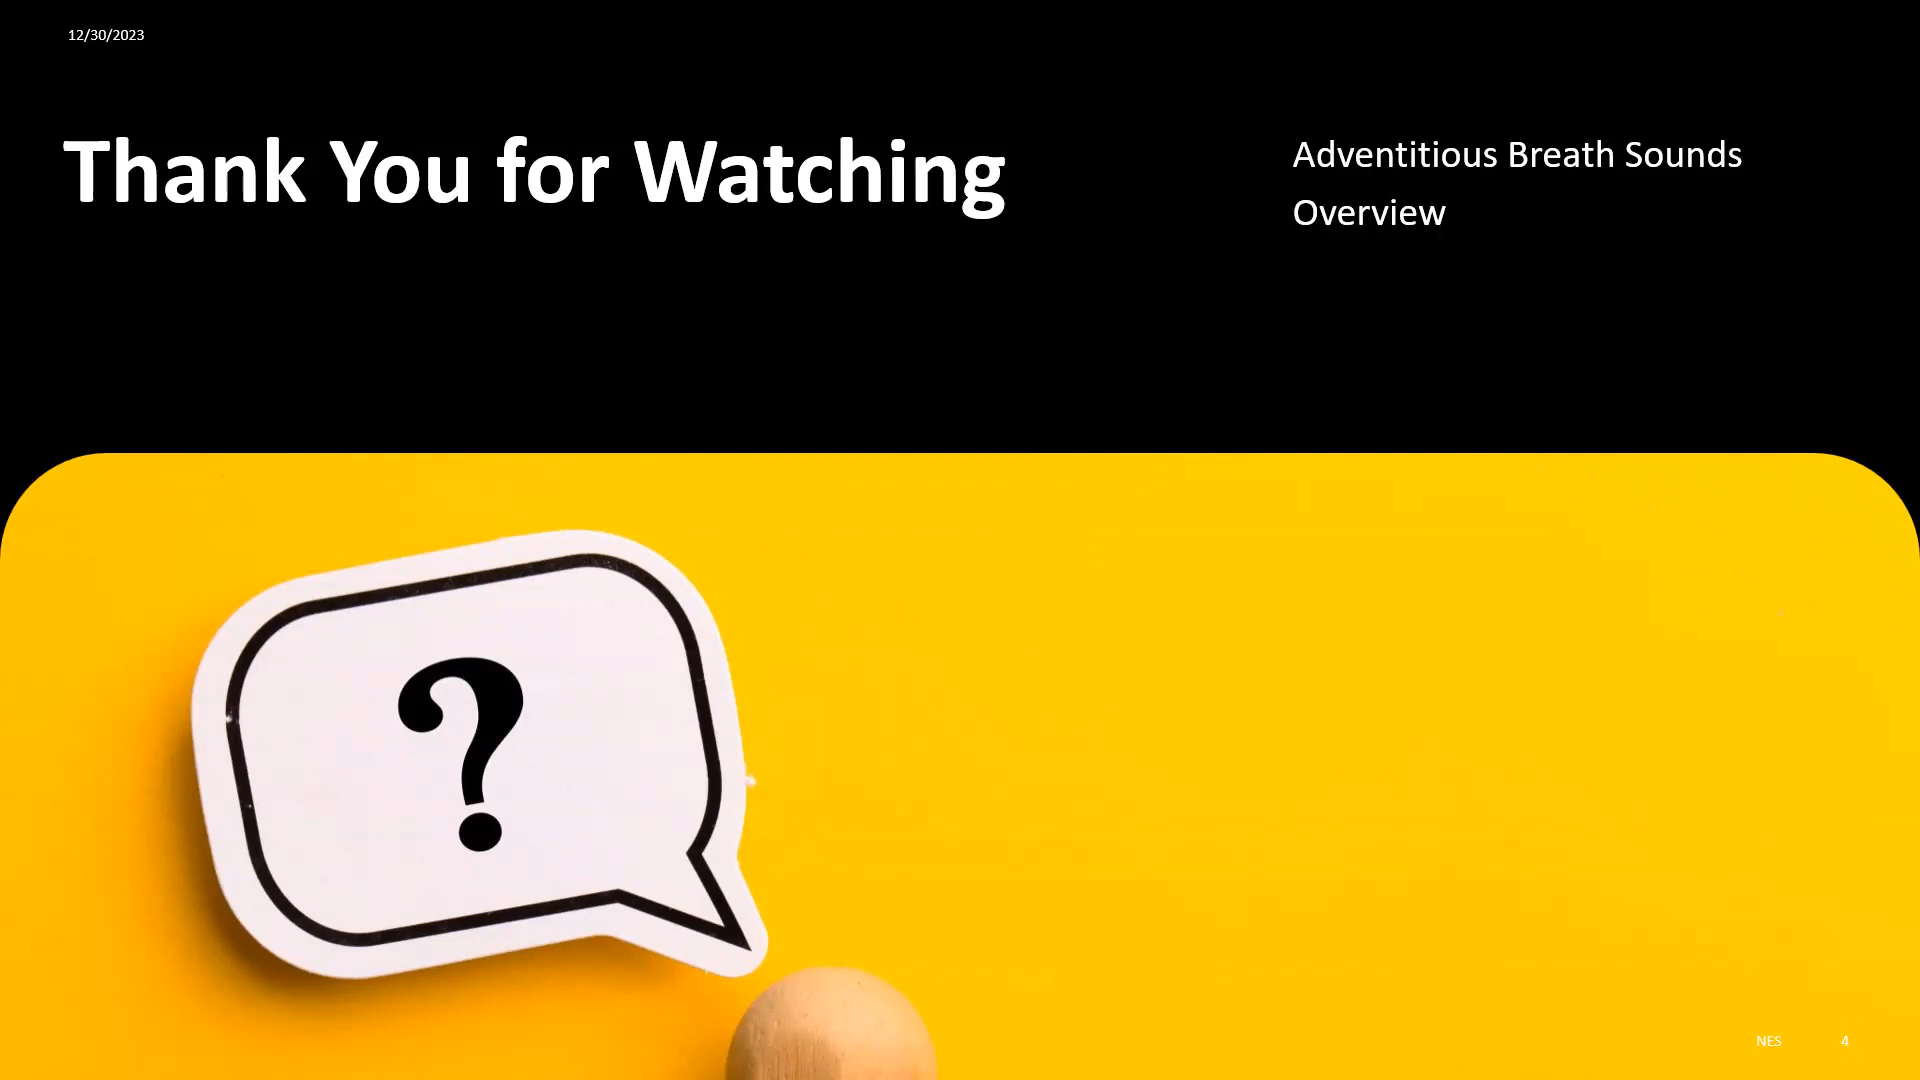 12/30/2023
Thank You for Watching
Adventitious Breath Sounds
Overview
?
NES
4